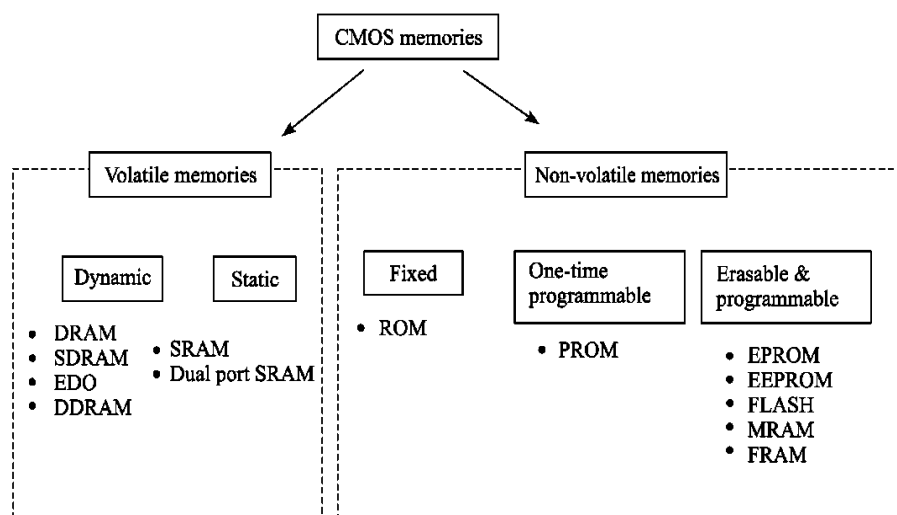 CMOS memories
Volatile memories
Non-volatile memories
Dynamic
Static
Fixed
One-time
programmable
Erasable &
programmable
• DRAM
• SDRAM
• EDO
• DDRAM
• SRAM
• Dual port SRAM
• ROM
• PROM
• EPROM
• EEPROM
• FLASH
• MRAM
• FRAM